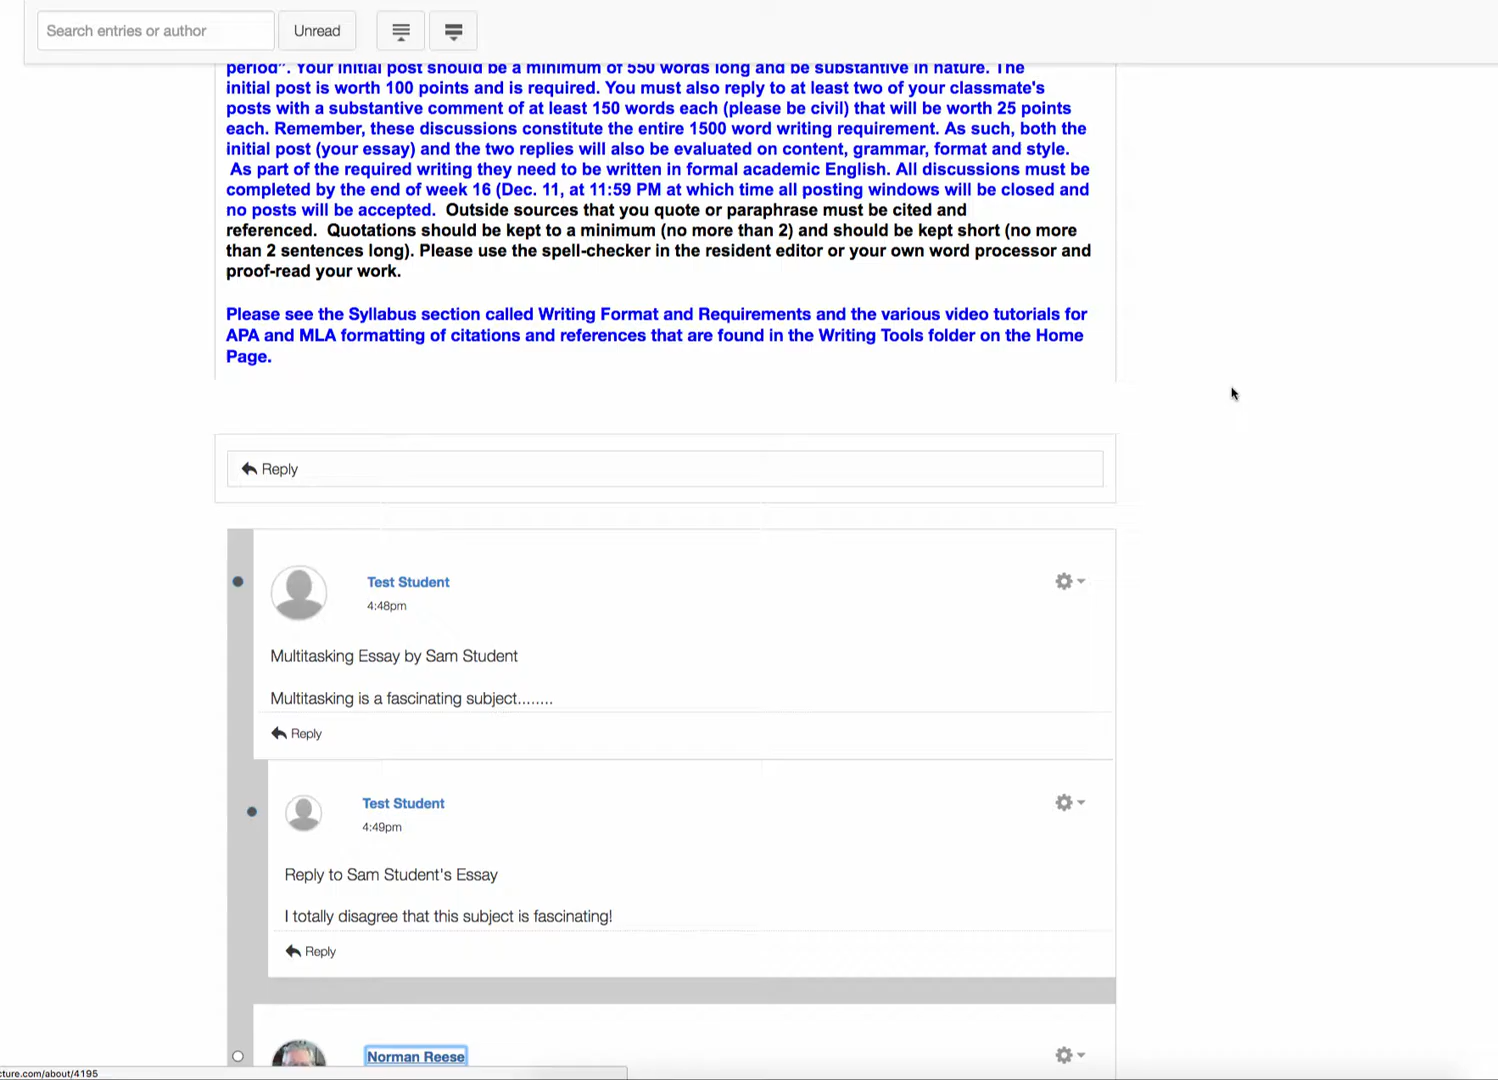 Search entries or author
Unread
period". Your initial post should be a minimum of 550 words long and be substantive in nature. The
initial post is worth 100 points and is required. You must also reply to at least two of your classmate's
posts with a substantive comment of at least 150 words each (please be civil) that will be worth 25 points
each. Remember, these discussions constitute the entire 1500 word writing requirement. As such, both the
initial post (your essay) and the two replies will also be evaluated on content, grammar, format and style.
As part of the required writing they need to be written in formal academic English. All discussions must be
completed by the end of week 16 (Dec. 11, at 11:59 PM at which time all posting windows will be closed and
no posts will be accepted. Outside sources that you quote or paraphrase must be cited and
referenced. Quotations should be kept to a minimum (no more than 2) and should be kept short (no more
than 2 sentences long). Please use the spell-checker in the resident editor or your own word processor and
proof-read your work.
Please see the Syllabus section called Writing Format and Requirements and the various video tutorials for
APA and MLA formatting of citations and references that are found in the Writing Tools folder on the Home
Page.
Reply
Test Student
4:48pm
Multitasking Essay by Sam Student
Multitasking is a fascinating subject........
Reply
Test Student
4:49pm
Reply to Sam Student's Essay
I totally disagree that this subject is fascinating!
Reply
Norman Reese
cture.com/about/4195